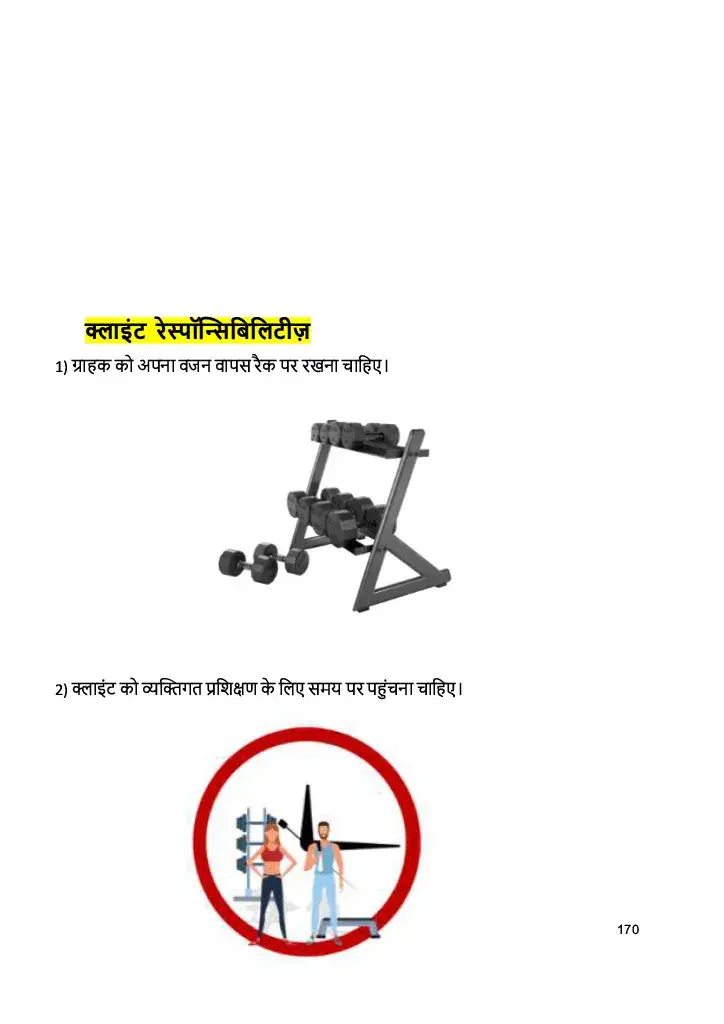 क्लाइंट रेस्पॉन्सिबिलिटीज़
1) ग्राहक को अपना वजन वापस रैक पर रखना चाहिए।
2) क्लाइंट को व्यक्तिगत प्रशिक्षण के लिए समय पर पहुंचना चाहिए।
170